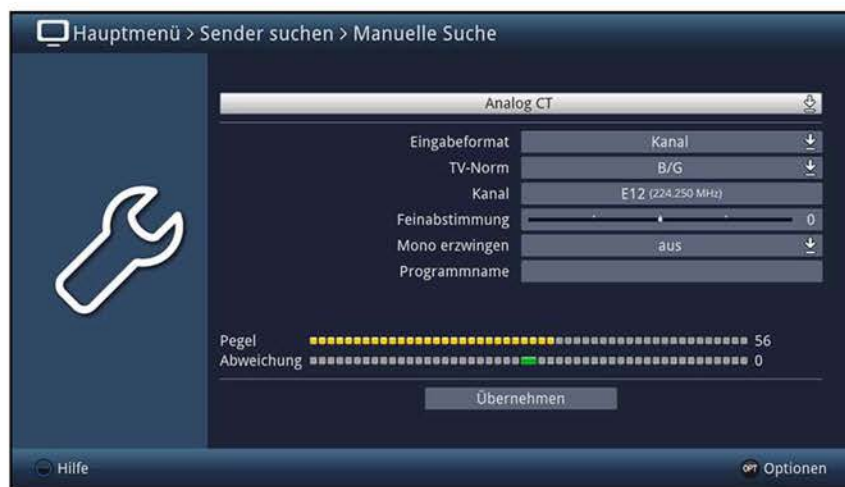 Hauptmenü > Sender suchen > Manuelle Suche
Analog CT
Eingabeformat Kanal
TV-Norm B/G
Kanal E12 (224.250 MHz)
Feinabstimmung 0
Mono erzwingen aus
Programmname
Pegel 56
Abweichung 0
Übernehmen
Hilfe OPT Optionen